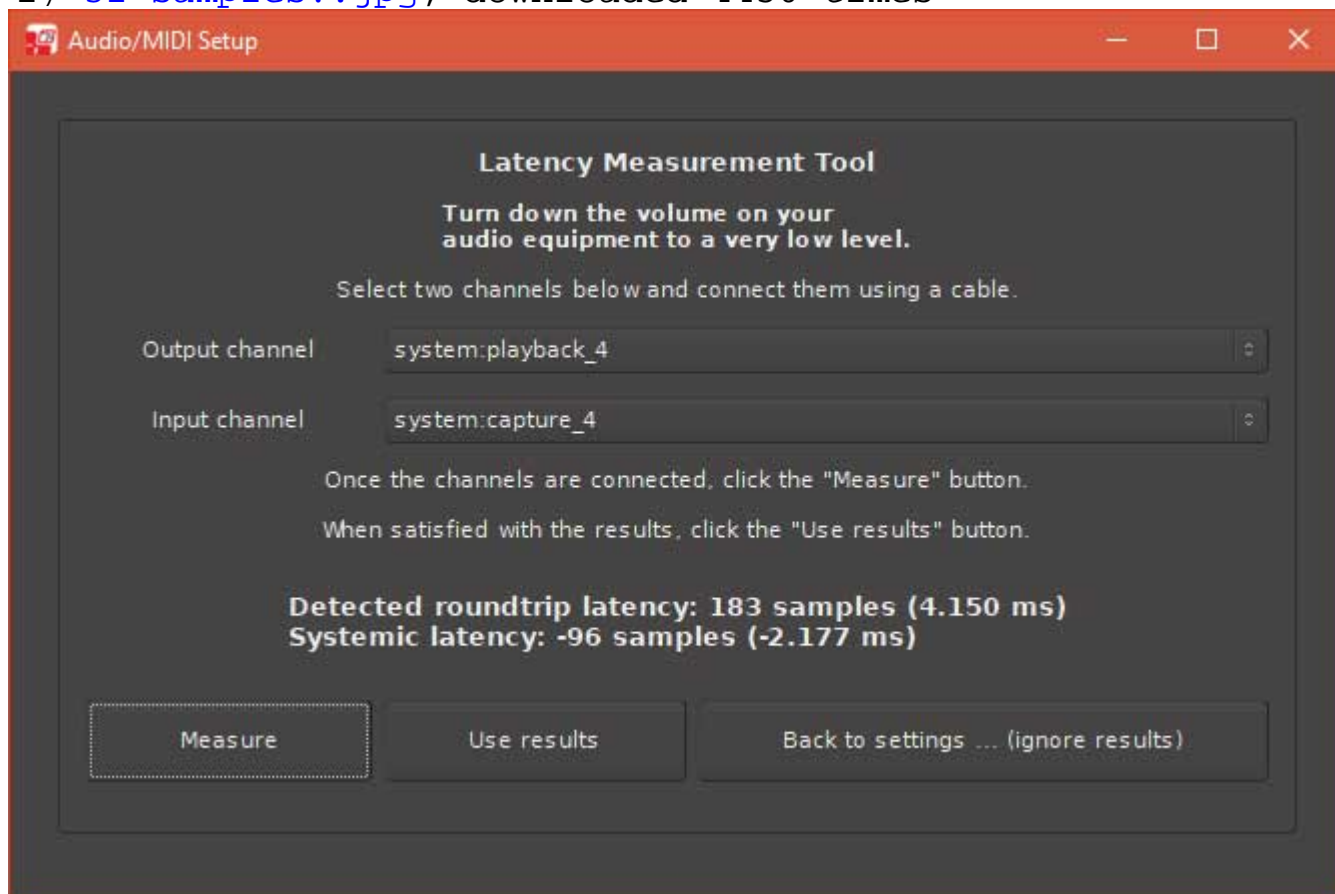 Audio/MIDI Setup
Latency Measurement Tool
Turn down the volume on your
audio equipment to a very low level.
Select two channels below and connect them using a cable.
Output channel system:playback_4
Input channel system:capture_4
Once the channels are connected, click the "Measure" button.
When satisfied with the results, click the "Use results" button.
Detected roundtrip latency: 183 samples (4.150 ms)
Systemic latency: -96 samples (-2.177 ms)
Measure Use results Back to settings ... (ignore results)